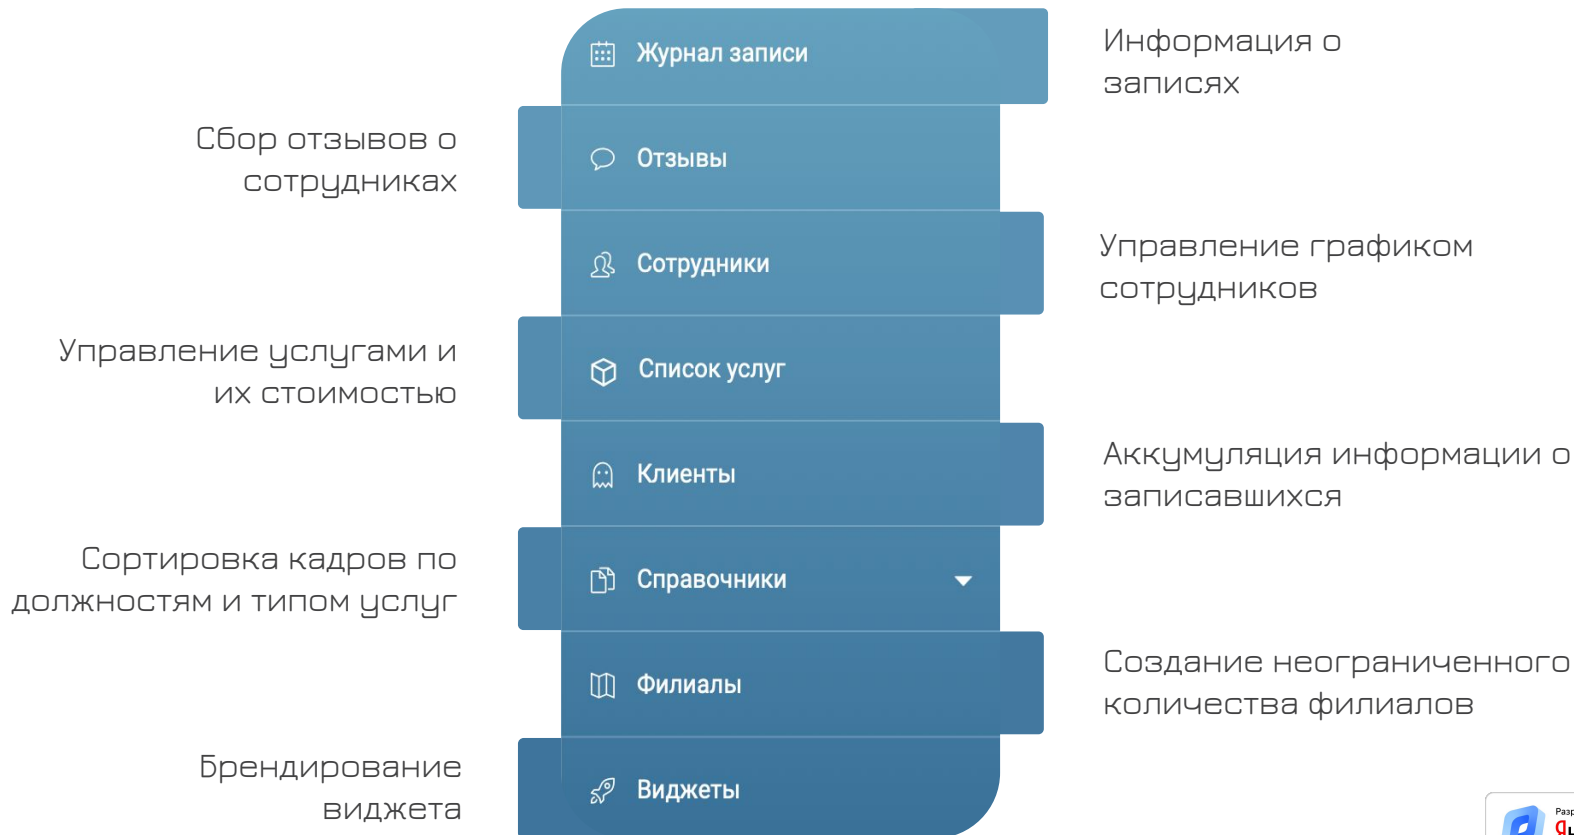 Журнал записи
Информация о
записях
Сбор отзывов о
сотрудниках
Отзывы
Сотрудники
Управление графиком
сотрудников
Управление услугами и
их стоимостью
Список услуг
Клиенты
Аккумуляция информации о
записавшихся
Сортировка кадров по
должностям и типом услуг
Справочники
Филиалы
Создание неограниченного
количества филиалов
Брендирование
виджета
Виджеты